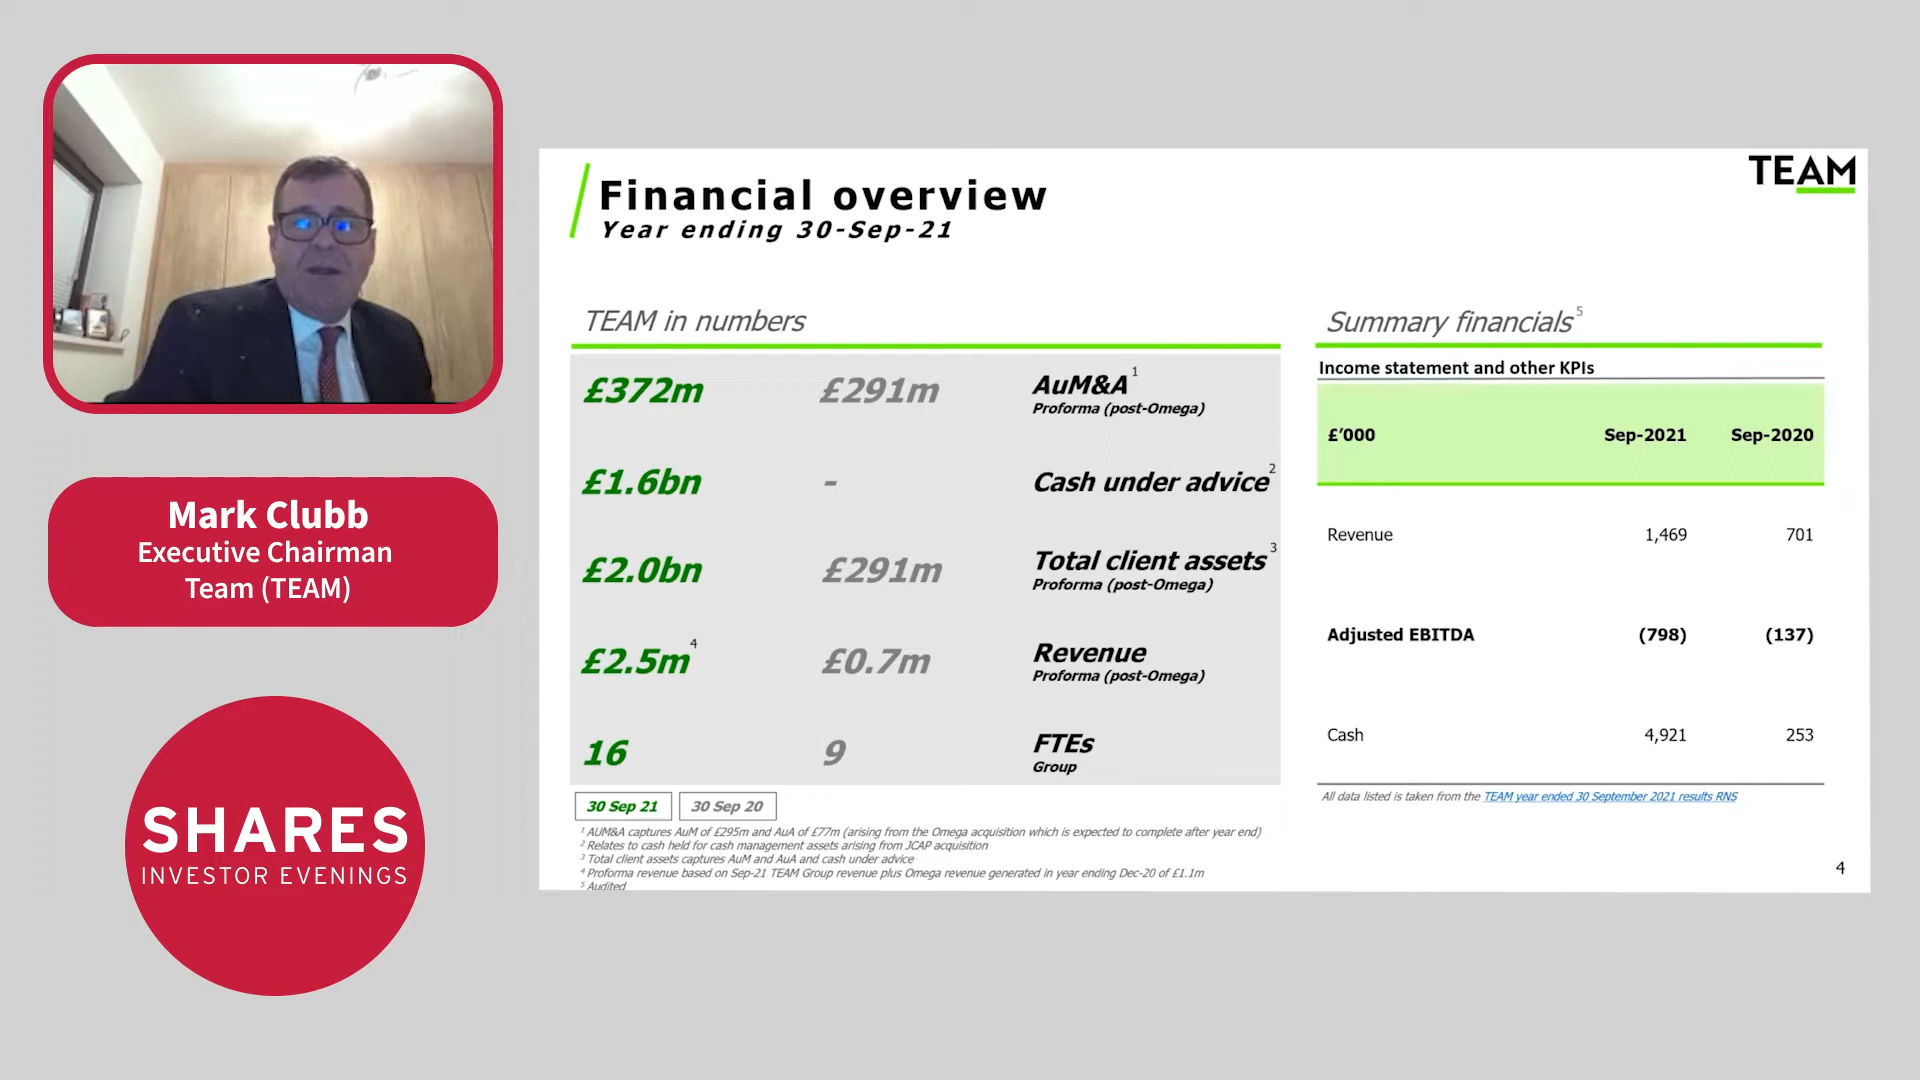 Mark Clubb
Executive Chairman
Team (TEAM)
SHARES
INVESTOR EVENINGS
TEAM
Financial overview
Year ending 30-Sep-21
TEAM in numbers
£372m £291m AuM&A1
Proforma (post-Omega)
£1.6bn - Cash under advice2
£2.0bn £291m Total client assets3
Proforma (post-Omega)
£2.5m4 £0.7m Revenue
Proforma (post-Omega)
16 9 FTEs
Group
30 Sep 21 30 Sep 20
1 AUM&A captures AuM of £295m and AuA of £77m (arising from the Omega acquisition which is expected to complete after year end)
2 Relates to cash held for cash management assets arising from JCAP acquisition
3 Total client assets captures AuM and AuA and cash under advice
4 Proforma revenue based on Sep-21 TEAM Group revenue plus Omega revenue generated in year ending Dec-20 of £1.1m
5 Audited
Summary financials5
Income statement and other KPIs
£'000 Sep-2021 Sep-2020
Revenue 1,469 701
Adjusted EBITDA (798) (137)
Cash 4,921 253
All data listed is taken from the TEAM year ended 30 September 2021 results RNS
4